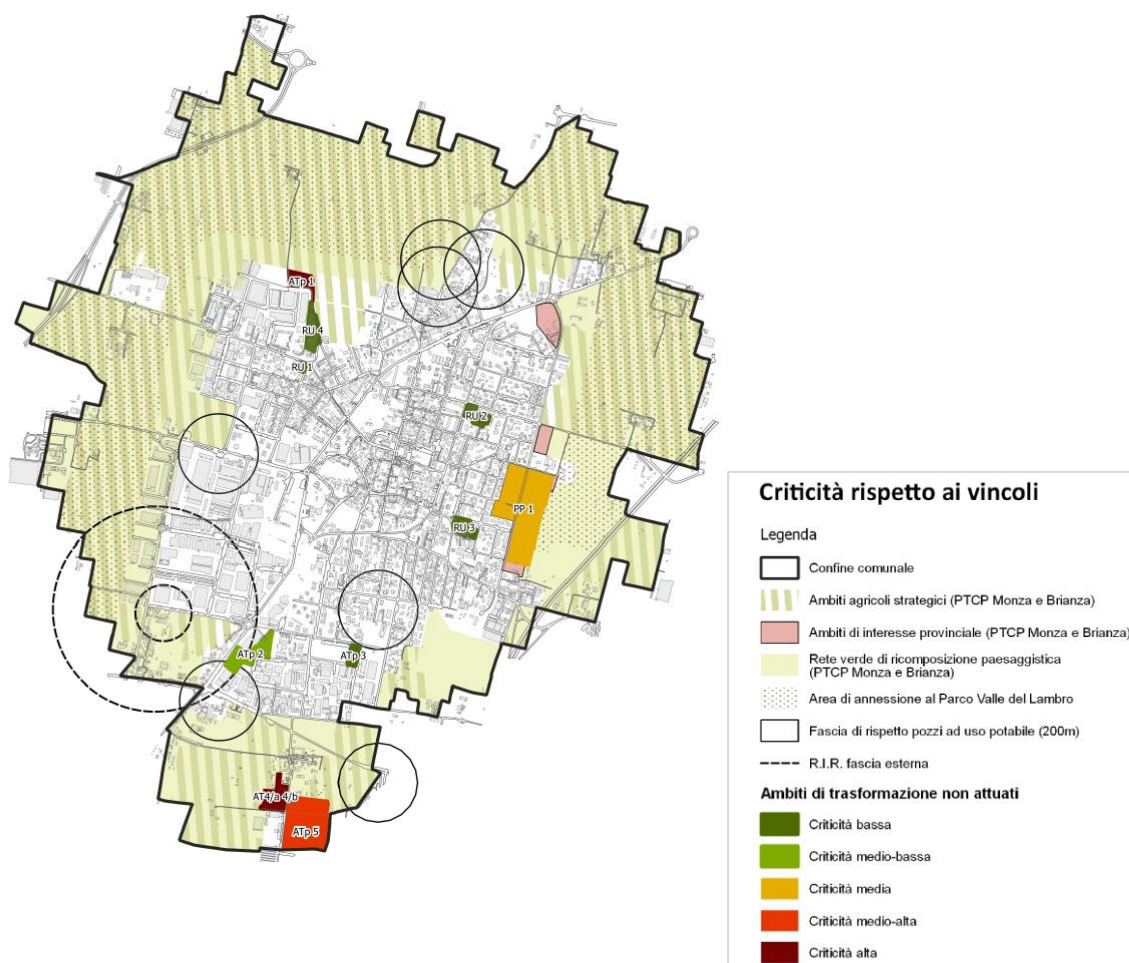 ATp 1
RU 4
RU 1
RU 2
PP 1
RU 3
ATp 2
ATp 3
AT4/a 4/b
ATp 5
Criticità rispetto ai vincoli
Legenda
Confine comunale
Ambiti agricoli strategici (PTCP Monza e Brianza)
Ambiti di interesse provinciale (PTCP Monza e Brianza)
Rete verde di ricomposizione paesaggistica
(PTCP Monza e Brianza)
Area di annessione al Parco Valle del Lambro
Fascia di rispetto pozzi ad uso potabile (200m)
R.I.R. fascia esterna
Ambiti di trasformazione non attuati
Criticità bassa
Criticità medio-bassa
Criticità media
Criticità medio-alta
Criticità alta